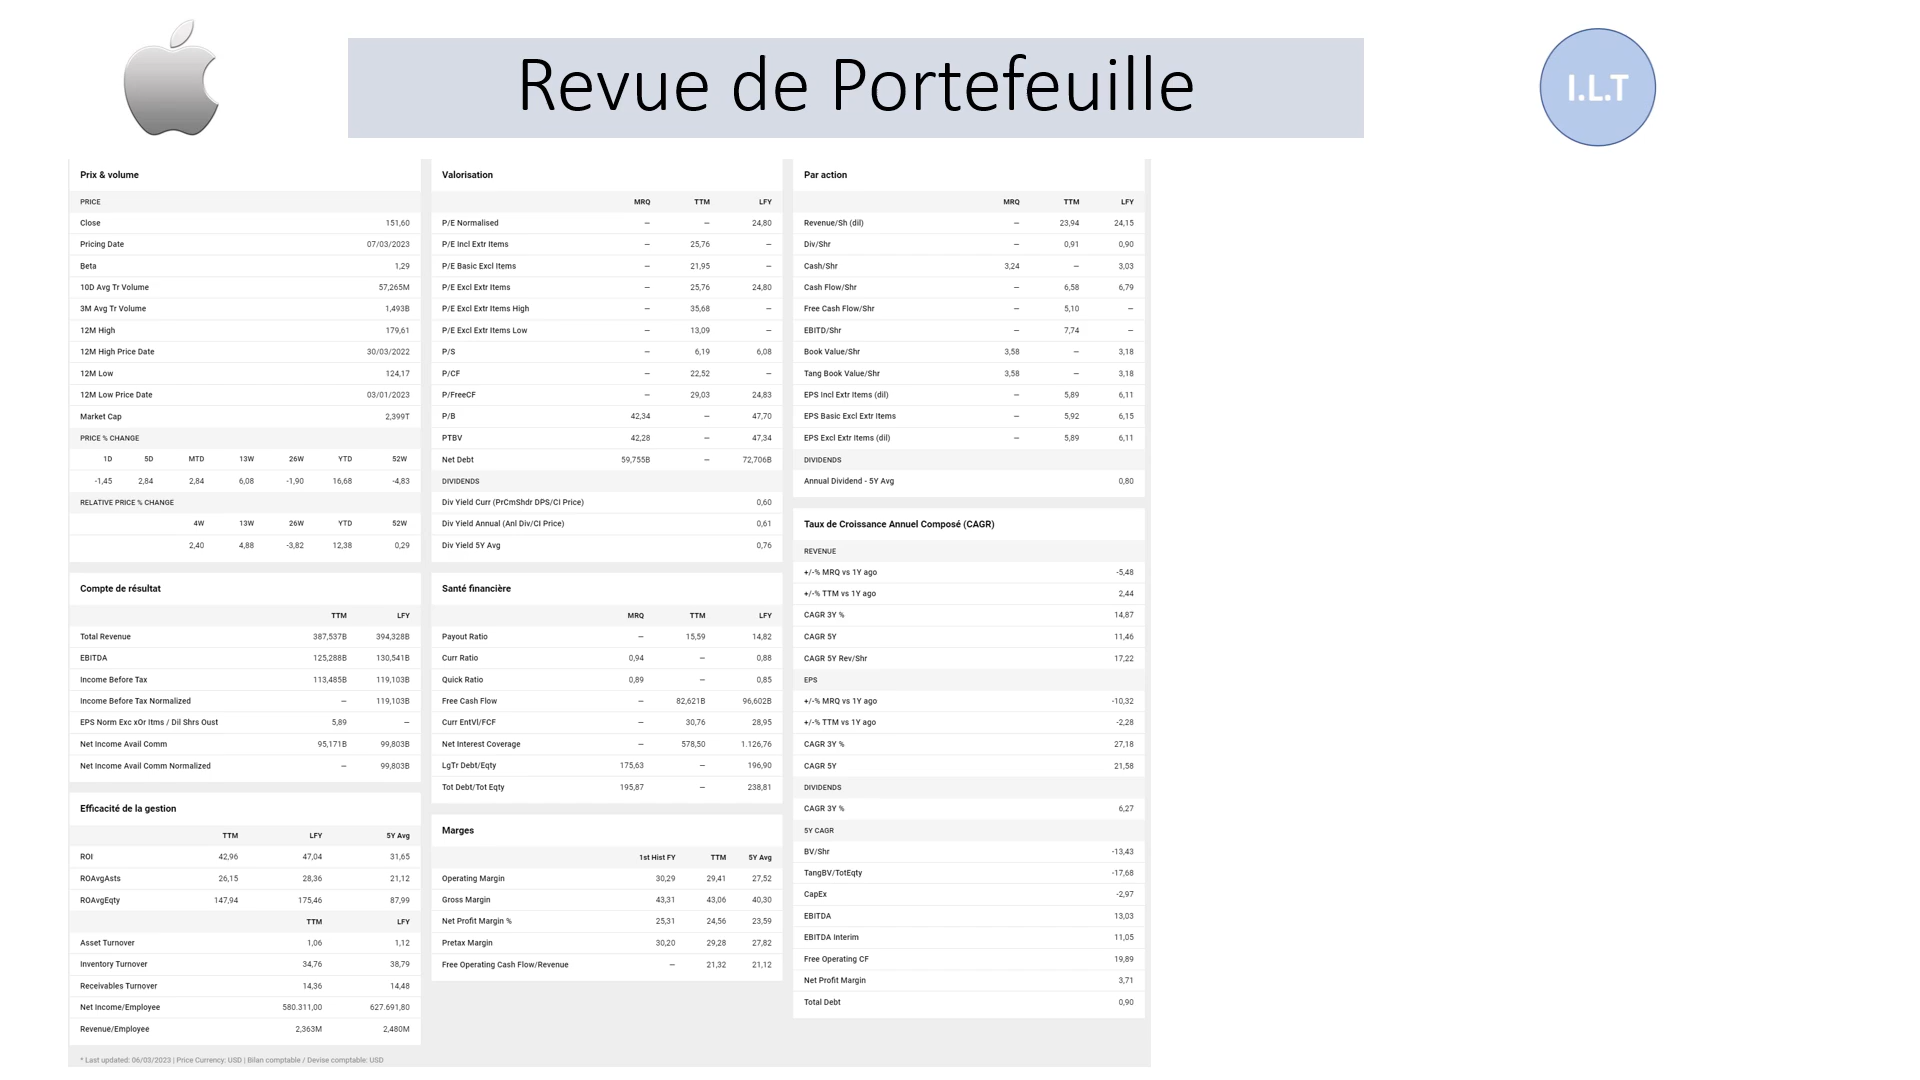 Revue de Portefeuille
I.L.T
Prix & volume
PRICE
Close 151,60
Pricing Date 07/03/2023
Beta 1,29
10D Avg Tr Volume 57,265M
3M Avg Tr Volume 1,493B
12M High 179,61
12M High Price Date 30/03/2022
12M Low 124,17
12M Low Price Date 03/01/2023
Market Cap 2,399T
PRICE % CHANGE
1D 5D MTD 13W 26W YTD 52W
-1,45 2,84 2,84 6,08 -1,90 16,68 -4,83
RELATIVE PRICE % CHANGE
4W 13W 26W YTD 52W
2,40 4,88 -3,82 12,38 0,29
Compte de résultat
TTM LFY
Total Revenue 387,537B 394,328B
EBITDA 125,288B 130,541B
Income Before Tax 113,485B 119,103B
Income Before Tax Normalized – 119,103B
EPS Norm Exc xOr Itms / Dil Shrs Oust 5,89 –
Net Income Avail Comm 95,171B 99,803B
Net Income Avail Comm Normalized – 99,803B
Efficacité de la gestion
TTM LFY 5Y Avg
ROI 42,96 47,04 31,65
ROAvgAsts 26,15 28,36 21,12
ROAvgEqty 147,94 175,46 87,99
TTM LFY
Asset Turnover 1,06 1,12
Inventory Turnover 34,76 38,79
Receivables Turnover 14,36 14,48
Net Income/Employee 580.311,00 627.691,80
Revenue/Employee 2,363M 2,480M
* Last updated: 06/03/2023 | Price Currency: USD | Bilan comptable / Devise comptable: USD
Valorisation
MRQ TTM LFY
P/E Normalised – – 24,80
P/E Incl Extr Items – 25,76 –
P/E Basic Excl Items – 21,95 –
P/E Excl Extr Items – 25,76 24,80
P/E Excl Extr Items High – 35,68 –
P/E Excl Extr Items Low – 13,09 –
P/S – 6,19 6,08
P/CF – 22,52 –
P/FreeCF – 29,03 24,83
P/B 42,34 – 47,70
PTBV 42,28 – 47,34
Net Debt 59,755B – 72,706B
DIVIDENDS
Div Yield Curr (PrCmShdr DPS/CI Price) 0,60
Div Yield Annual (Anl Div/CI Price) 0,61
Div Yield 5Y Avg 0,76
Santé financière
MRQ TTM LFY
Payout Ratio – 15,59 14,82
Curr Ratio 0,94 – 0,88
Quick Ratio 0,89 – 0,85
Free Cash Flow – 82,621B 96,602B
Curr EntVl/FCF – 30,76 28,95
Net Interest Coverage – 578,50 1.126,76
LgTr Debt/Eqty 175,63 – 196,90
Tot Debt/Tot Eqty 195,87 – 238,81
Marges
1st Hist FY TTM 5Y Avg
Operating Margin 30,29 29,41 27,52
Gross Margin 43,31 43,06 40,30
Net Profit Margin % 25,31 24,56 23,59
Pretax Margin 30,20 29,28 27,82
Free Operating Cash Flow/Revenue – 21,32 21,12
Par action
MRQ TTM LFY
Revenue/Sh (dil) – 23,94 24,15
Div/Shr – 0,91 0,90
Cash/Shr 3,24 – 3,03
Cash Flow/Shr – 6,58 6,79
Free Cash Flow/Shr – 5,10 –
EBITD/Shr – 7,74 –
Book Value/Shr 3,58 – 3,18
Tang Book Value/Shr 3,58 – 3,18
EPS Incl Extr Items (dil) – 5,89 6,11
EPS Basic Excl Extr Items – 5,92 6,15
EPS Excl Extr Items (dil) – 5,89 6,11
DIVIDENDS
Annual Dividend - 5Y Avg 0,80
Taux de Croissance Annuel Composé (CAGR)
REVENUE
+/-% MRQ vs 1Y ago -5,48
+/-% TTM vs 1Y ago 2,44
CAGR 3Y % 14,87
CAGR 5Y 11,46
CAGR 5Y Rev/Shr 17,22
EPS
+/-% MRQ vs 1Y ago -10,32
+/-% TTM vs 1Y ago -2,28
CAGR 3Y % 27,18
CAGR 5Y 21,58
DIVIDENDS
CAGR 3Y % 6,27
5Y CAGR
BV/Shr -13,43
TangBV/TotEqty -17,68
CapEx -2,97
EBITDA 13,03
EBITDA Interim 11,05
Free Operating CF 19,89
Net Profit Margin 3,71
Total Debt 0,90